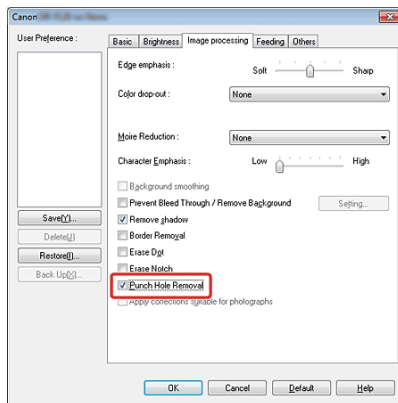 Canon
User Preference :
Basic Brightness Image processing Feeding Others
Edge emphasis :
Soft Sharp
Color drop-out :
None
Moire Reduction :
None
Character Emphasis :
Low High
Background smoothing
Prevent Bleed Through / Remove Background
Setting...
Save(Y)...
Remove shadow
Delete(J)
Border Removal
Restore(I)...
Erase Dot
Back Up(K)...
Erase Notch
Punch Hole Removal
Apply corrections suitable for photographs
OK Cancel Default Help